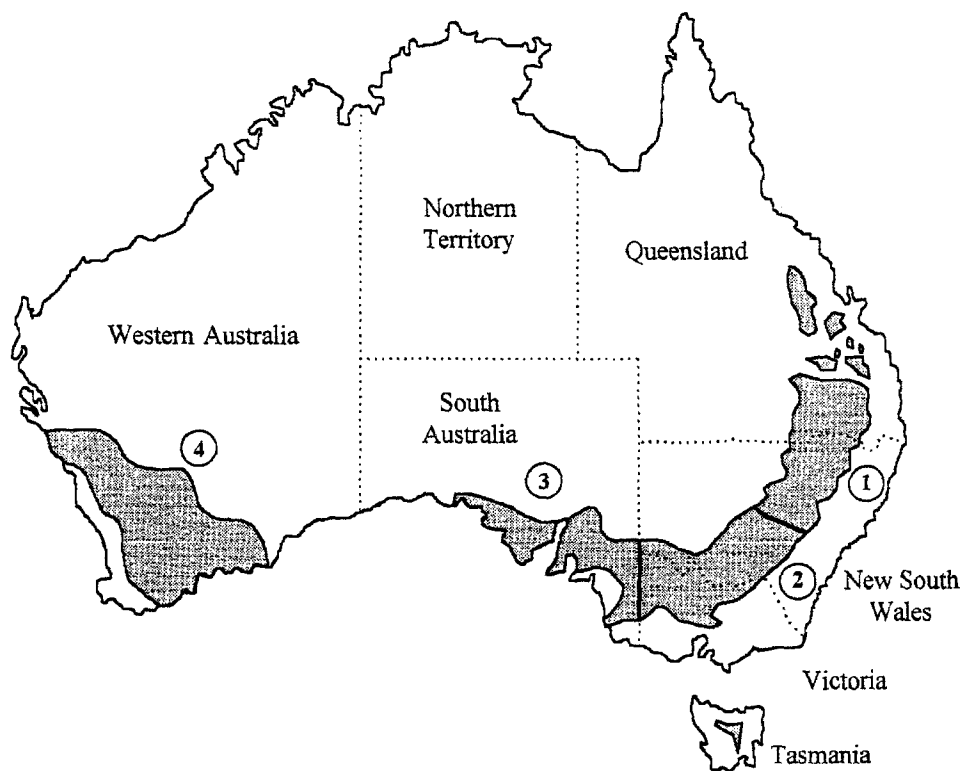 Northern
Territory
Queensland
Western Australia
South
Australia
4
3
1
2
New South
Wales
Victoria
Tasmania